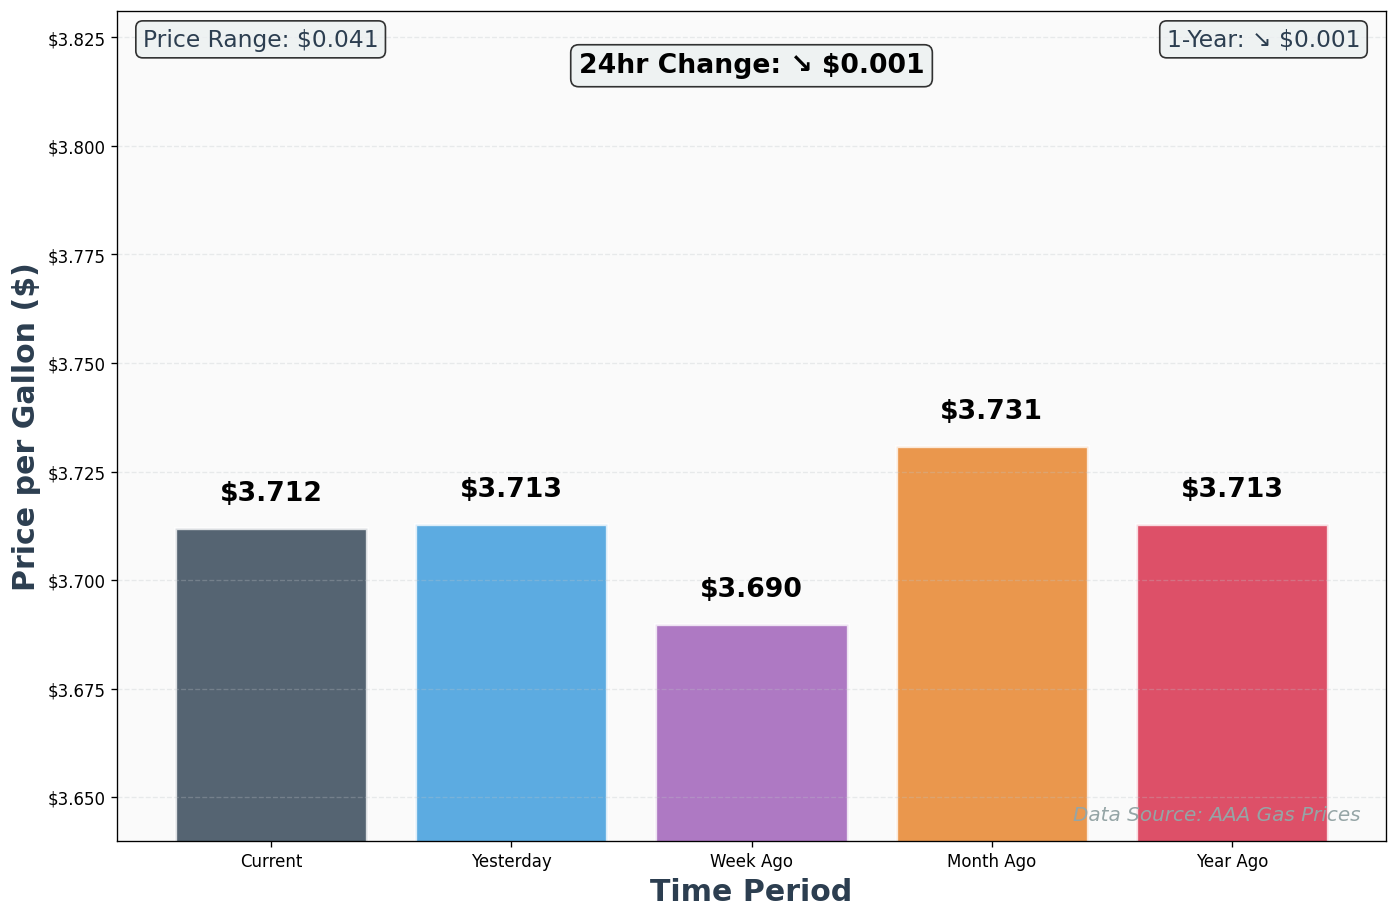 Price Range: $0.041
24hr Change: ↘ $0.001
1-Year: ↘ $0.001
Price per Gallon ($)
$3.825
$3.800
$3.775
$3.750
$3.725
$3.700
$3.675
$3.650
$3.712
$3.713
$3.690
$3.731
$3.713
Data Source: AAA Gas Prices
Current
Yesterday
Week Ago
Month Ago
Year Ago
Time Period